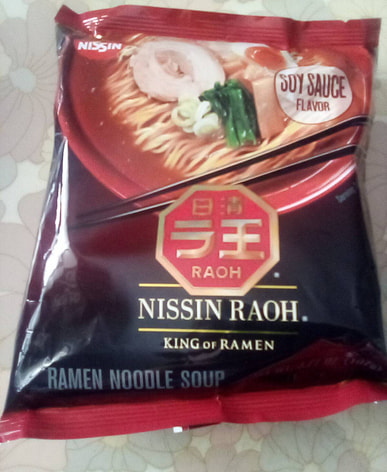 NISSIN
SOY SAUCE
FLAVOR
日清
ラ王
RAOH
NISSIN RAOH
KING OF RAMEN
RAMEN NOODLE SOUP